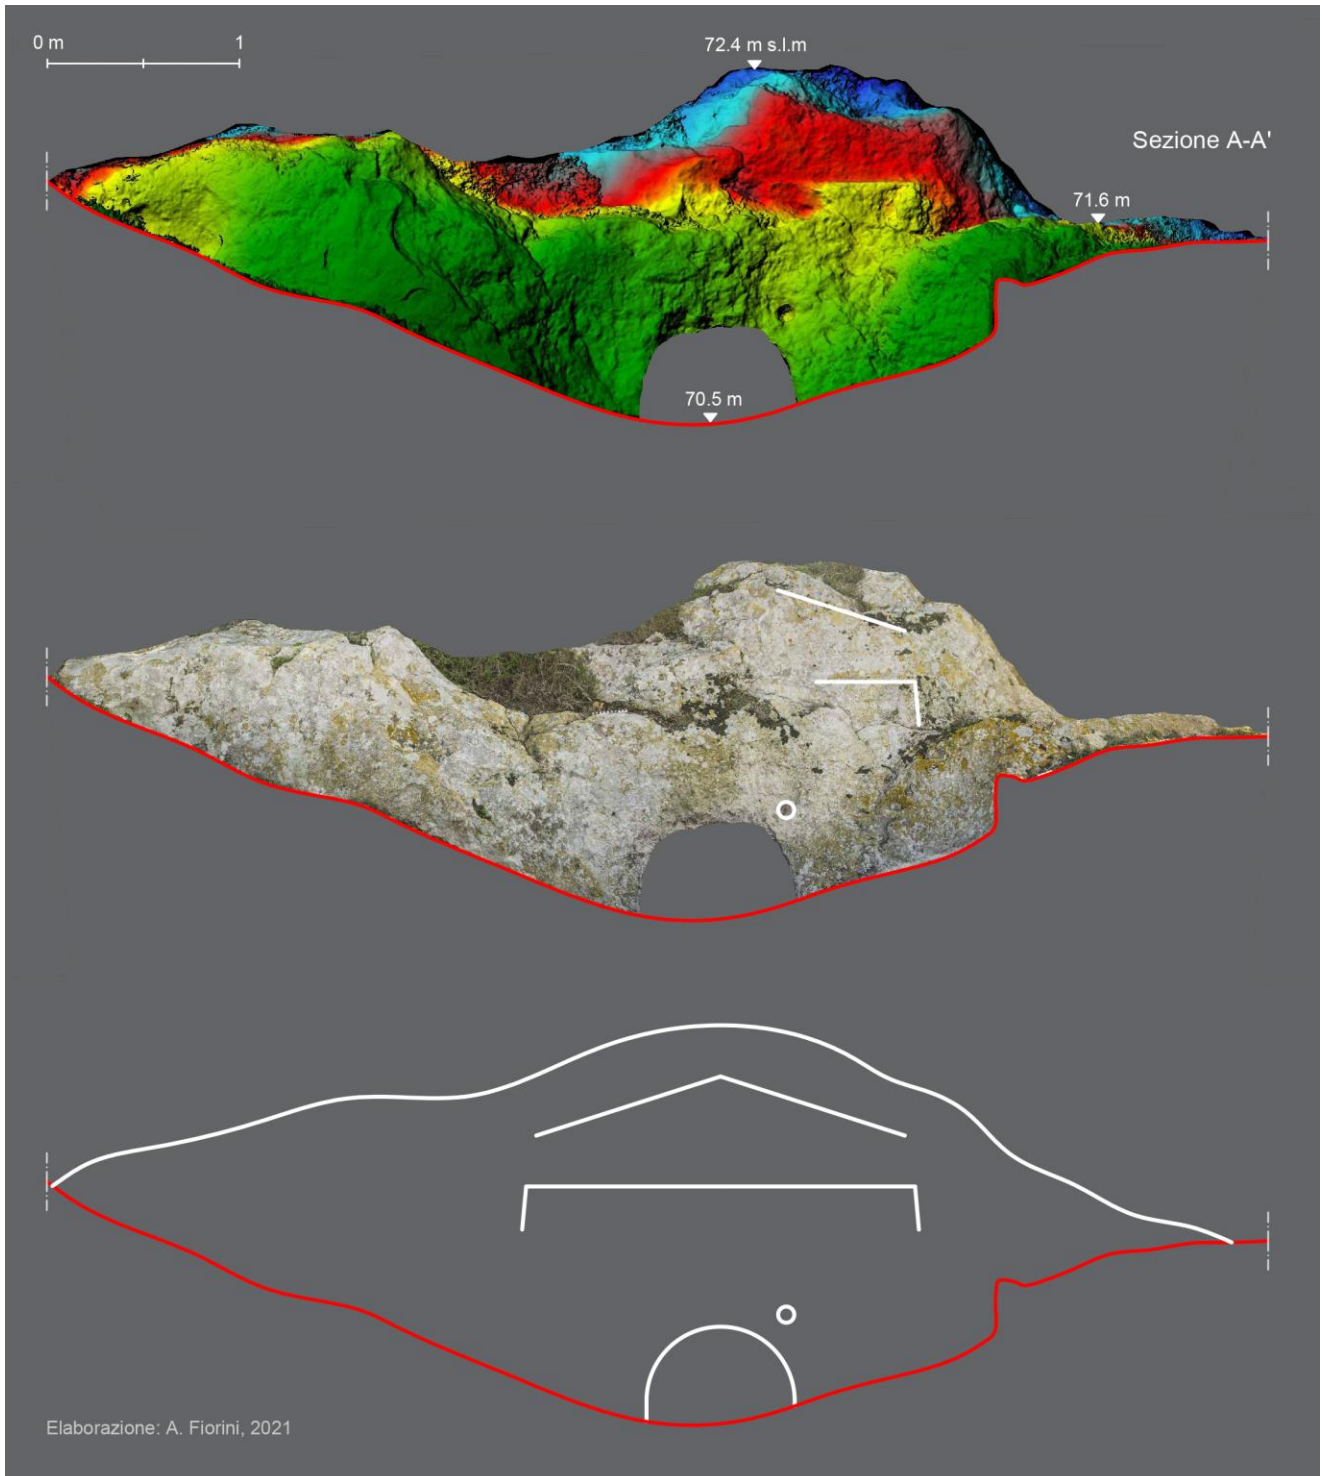 0 m 1
72.4 m s.l.m
Sezione A-A'
71.6 m
70.5 m
Elaborazione: A. Fiorini, 2021